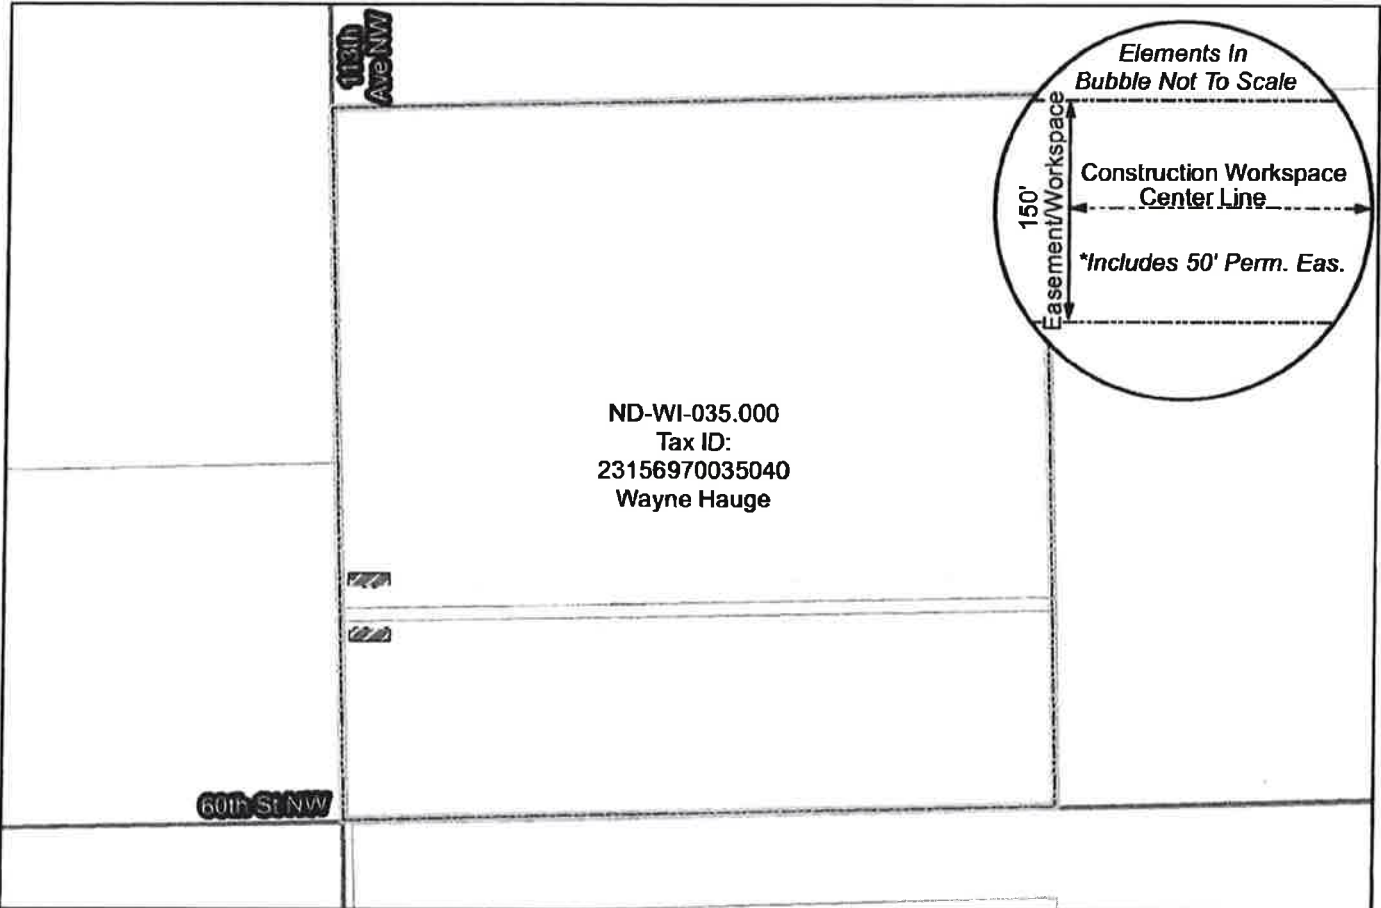 113th
Ave NW
Elements In
Bubble Not To Scale
150'
Easement/Workspace
Construction Workspace
Center Line
*Includes 50' Perm. Eas.
ND-WI-035.000
Tax ID:
23156970035040
Wayne Hauge
60th St NW